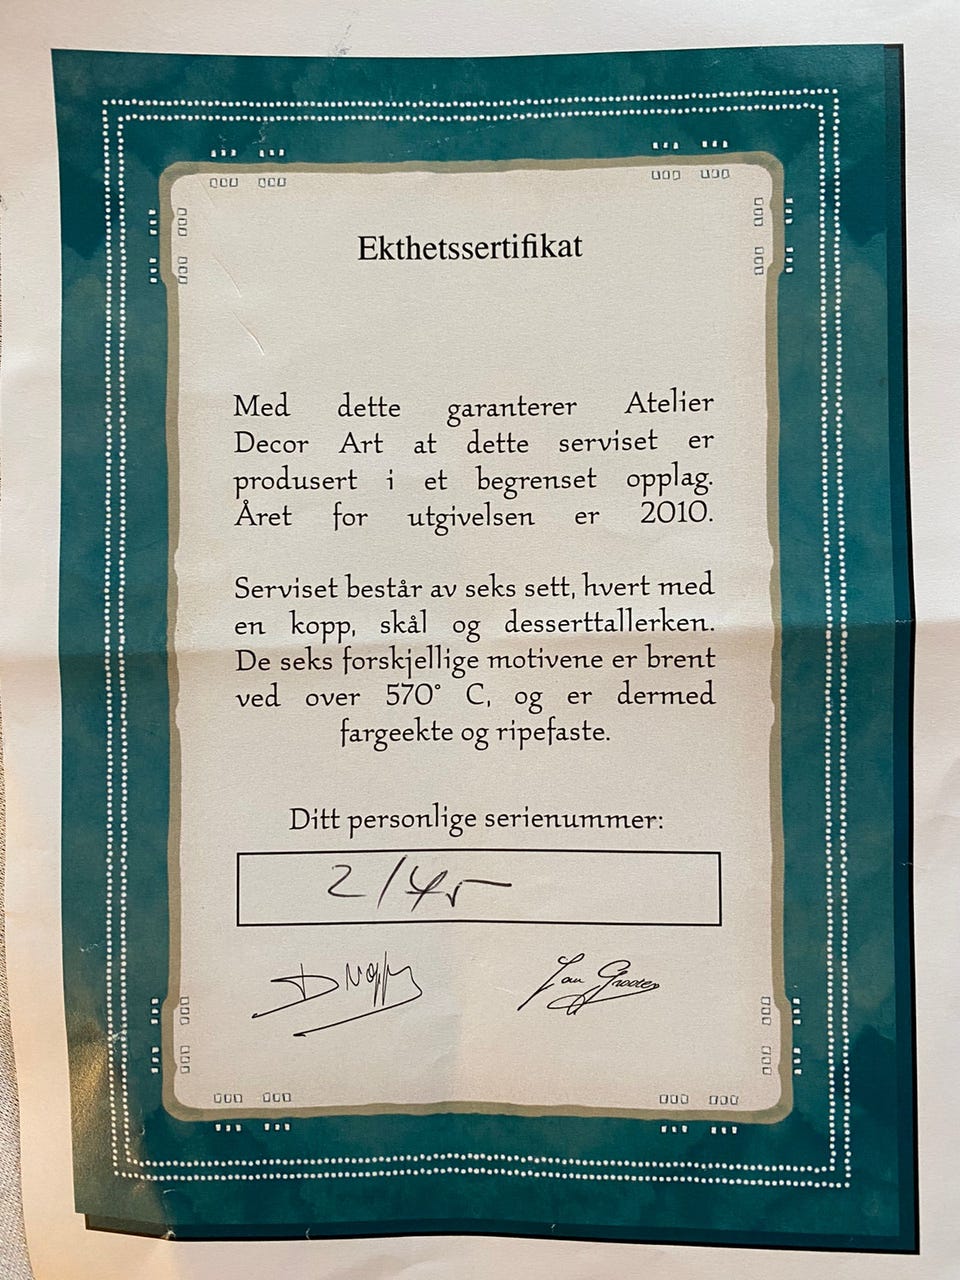 Ekthetssertifikat
Med dette garanterer Atelier
Decor Art at dette serviset er
produsert i et begrenset opplag.
Året for utgivelsen er 2010.
Serviset består av seks sett, hvert med
en kopp, skål og desserttallerken.
De seks forskjellige motivene er brent
ved over 570° C, og er dermed
fargeekte og ripefaste.
Ditt personlige serienummer:
2/45
Jan